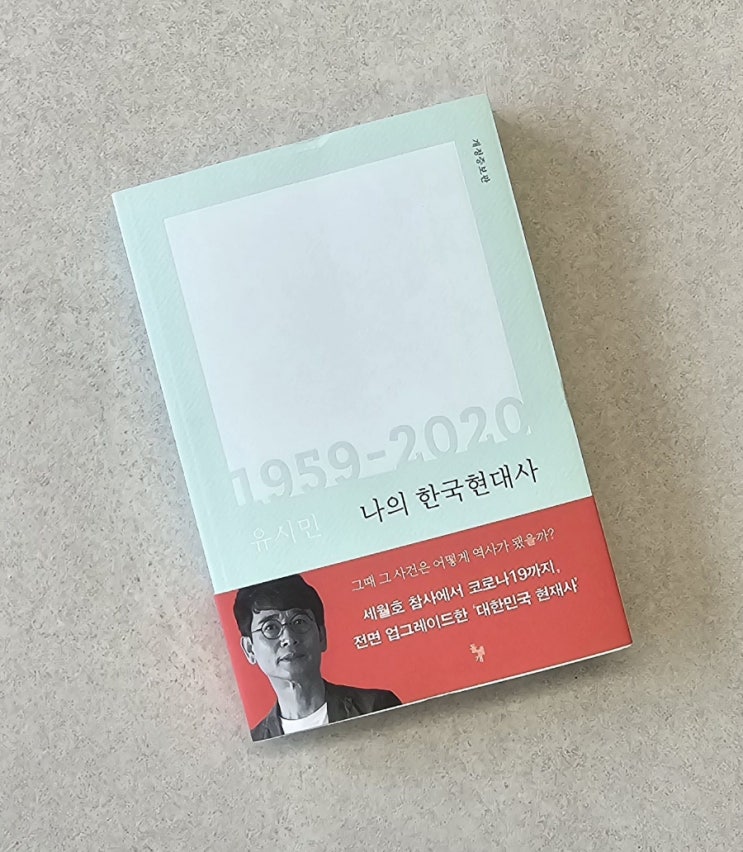 개정증보판
1959-2020
나의 한국현대사
유시민
그때 그 사건은 어떻게 역사가 됐을까?
세월호 참사에서 코로나19까지,
전면 업그레이드한 '대한민국 현재사'
돌베개